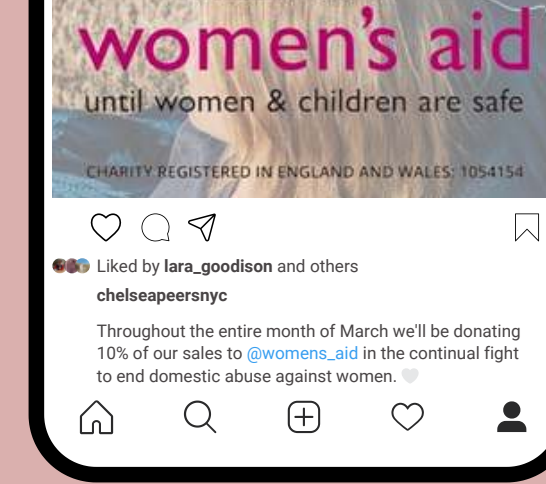 women's aid
until women & children are safe
CHARITY REGISTERED IN ENGLAND AND WALES: 1054154
Liked by lara_goodison and others
chelseapeersnyc
Throughout the entire month of March we'll be donating
10% of our sales to @womens_aid in the continual fight
to end domestic abuse against women. 🤍